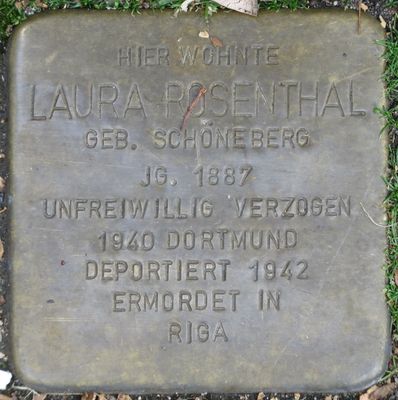 HIER WOHNTE
LAURA ROSENTHAL
GEB. SCHÖNEBERG
JG. 1887
UNFREIWILLIG VERZOGEN
1940 DORTMUND
DEPORTIERT 1942
ERMORDET IN
RIGA